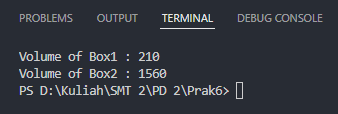 PROBLEMS OUTPUT TERMINAL DEBUG CONSOLE
Volume of Box1 : 210
Volume of Box2 : 1560
PS D:\Kuliah\SMT 2\PD 2\Prak6>